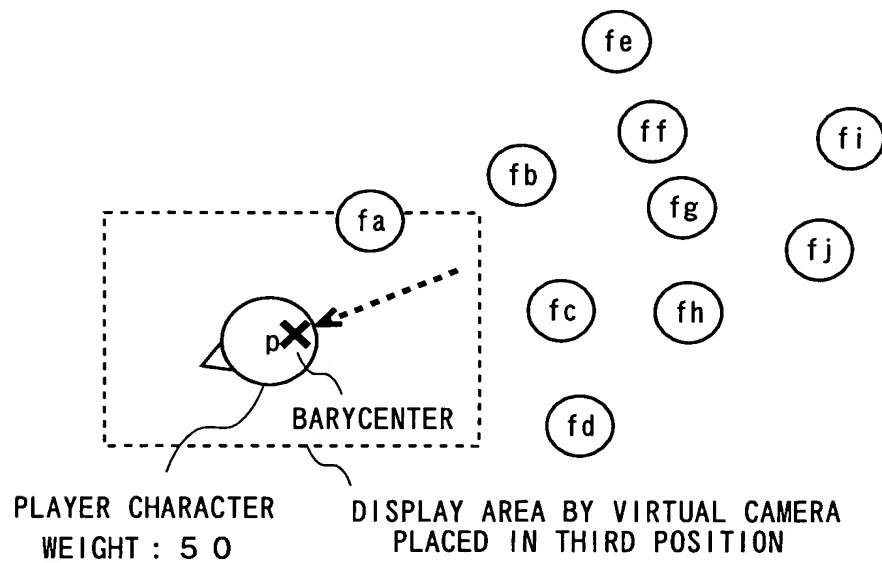 fe
ff
fi
fb
fg
fa
fj
fc
fh
p
BARYCENTER
fd
PLAYER CHARACTER
WEIGHT : 50
DISPLAY AREA BY VIRTUAL CAMERA
PLACED IN THIRD POSITION